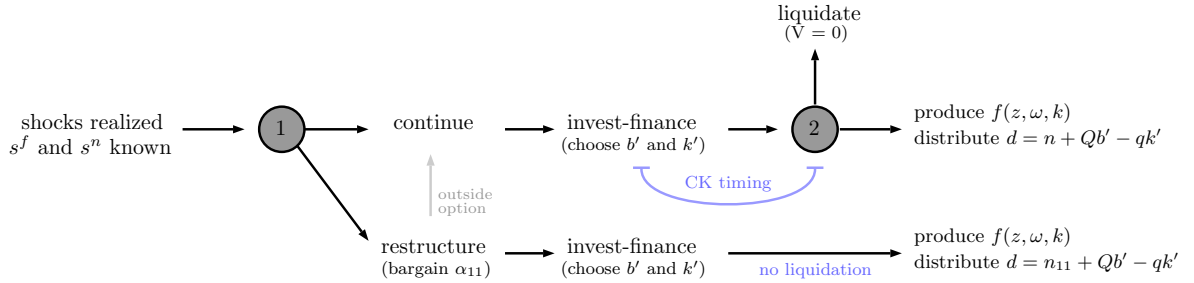 liquidate
(V = 0)
shocks realized
s^f and s^n known
1
continue
invest-finance
(choose b′ and k′)
2
produce f(z, ω, k)
distribute d = n + Qb′ − qk′
CK timing
outside
option
restructure
(bargain α₁₁)
invest-finance
(choose b′ and k′)
no liquidation
produce f(z, ω, k)
distribute d = n₁₁ + Qb′ − qk′